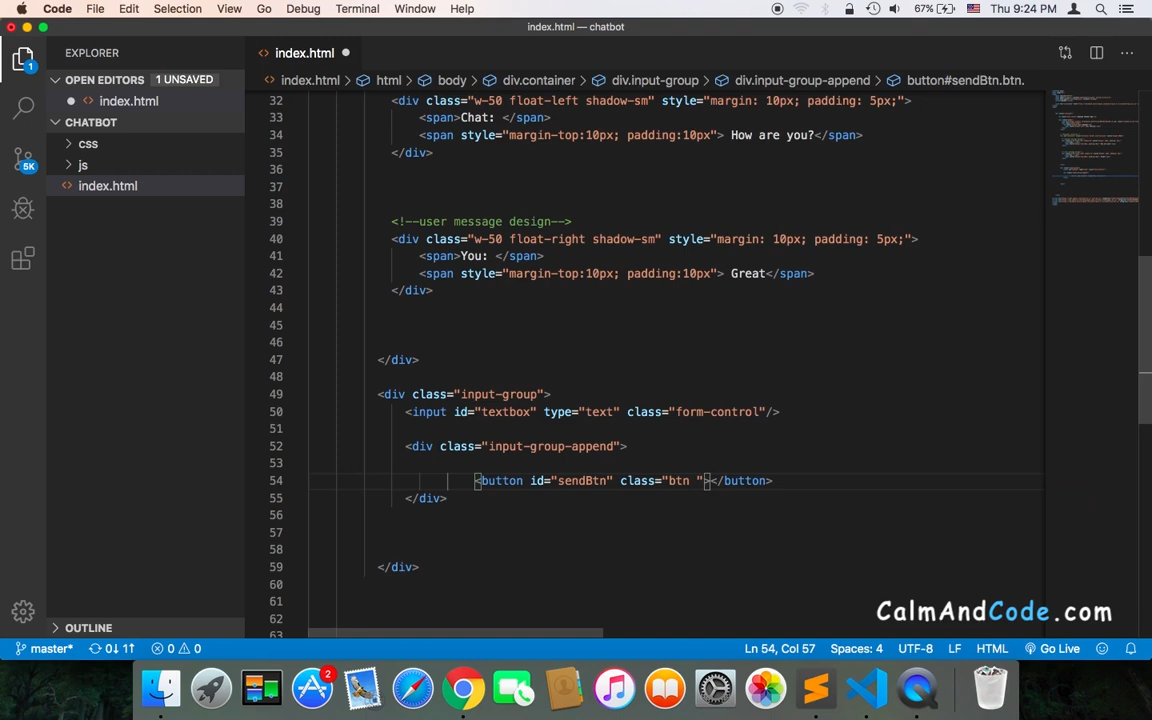 Code File Edit Selection View Go Debug Terminal Window Help 67% Thu 9:24 PM
index.html — chatbot
EXPLORER
index.html
OPEN EDITORS 1 UNSAVED
index.html > html > body > div.container > div.input-group > div.input-group-append > button#sendBtn.btn.
index.html
CHATBOT
css
js
index.html
32 <div class="w-50 float-left shadow-sm" style="margin: 10px; padding: 5px;">
33 <span>Chat: </span>
34 <span style="margin-top:10px; padding:10px"> How are you?</span>
35 </div>
36
37
38
39 <!--user message design-->
40 <div class="w-50 float-right shadow-sm" style="margin: 10px; padding: 5px;">
41 <span>You: </span>
42 <span style="margin-top:10px; padding:10px"> Great</span>
43 </div>
44
45
46
47 </div>
48
49 <div class="input-group">
50 <input id="textbox" type="text" class="form-control"/>
51
52 <div class="input-group-append">
53
54 <button id="sendBtn" class="btn "></button>
55 </div>
56
57
58
59 </div>
60
61
62
63
1
5K
OUTLINE
CalmAndCode.com
master* 0↓ 1↑ 0 0 Ln 54, Col 57 Spaces: 4 UTF-8 LF HTML Go Live
2